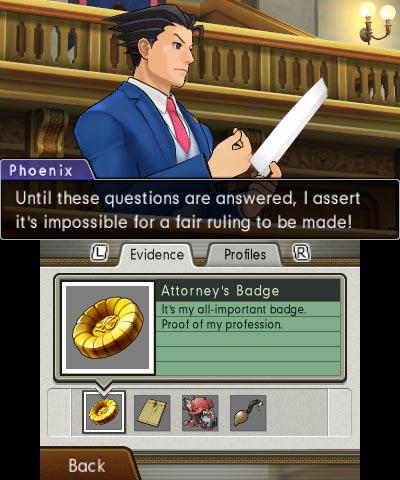 Phoenix
Until these questions are answered, I assert
it's impossible for a fair ruling to be made!
L Evidence Profiles R
Attorney's Badge
It's my all-important badge.
Proof of my profession.
Back